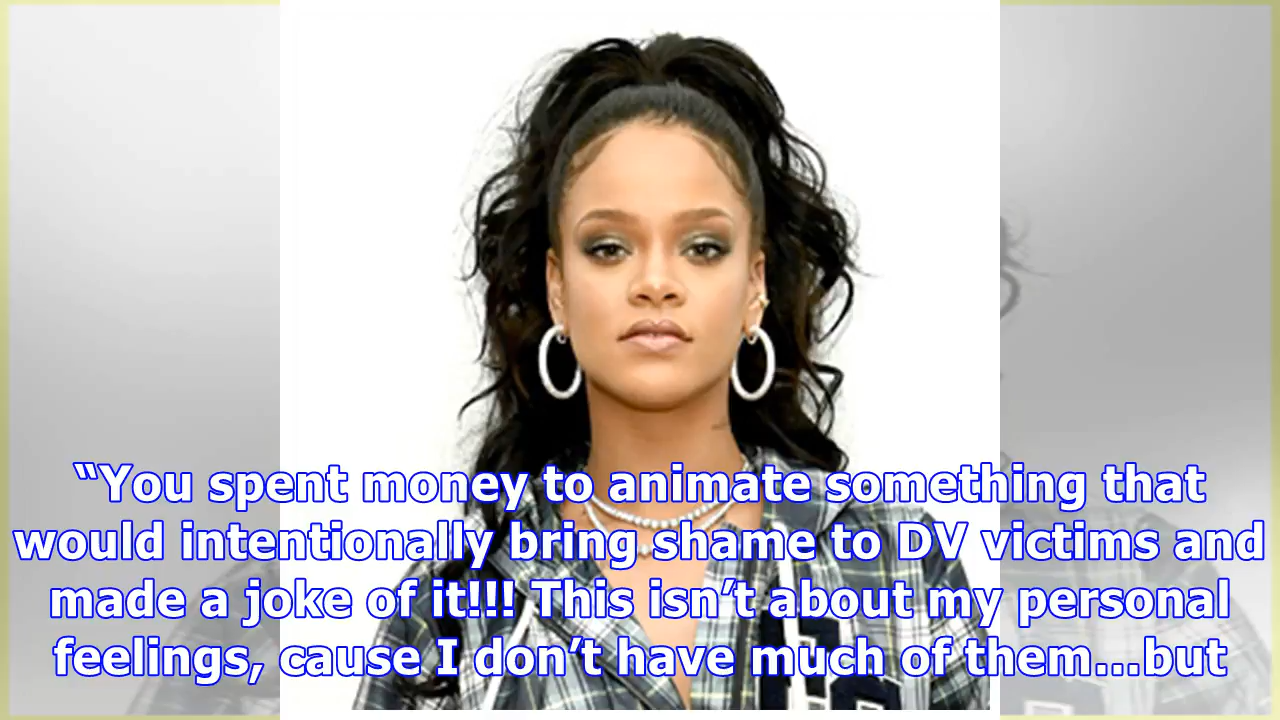 “You spent money to animate something that
would intentionally bring shame to DV victims and
made a joke of it!!! This isn’t about my personal
feelings, cause I don’t have much of them...but